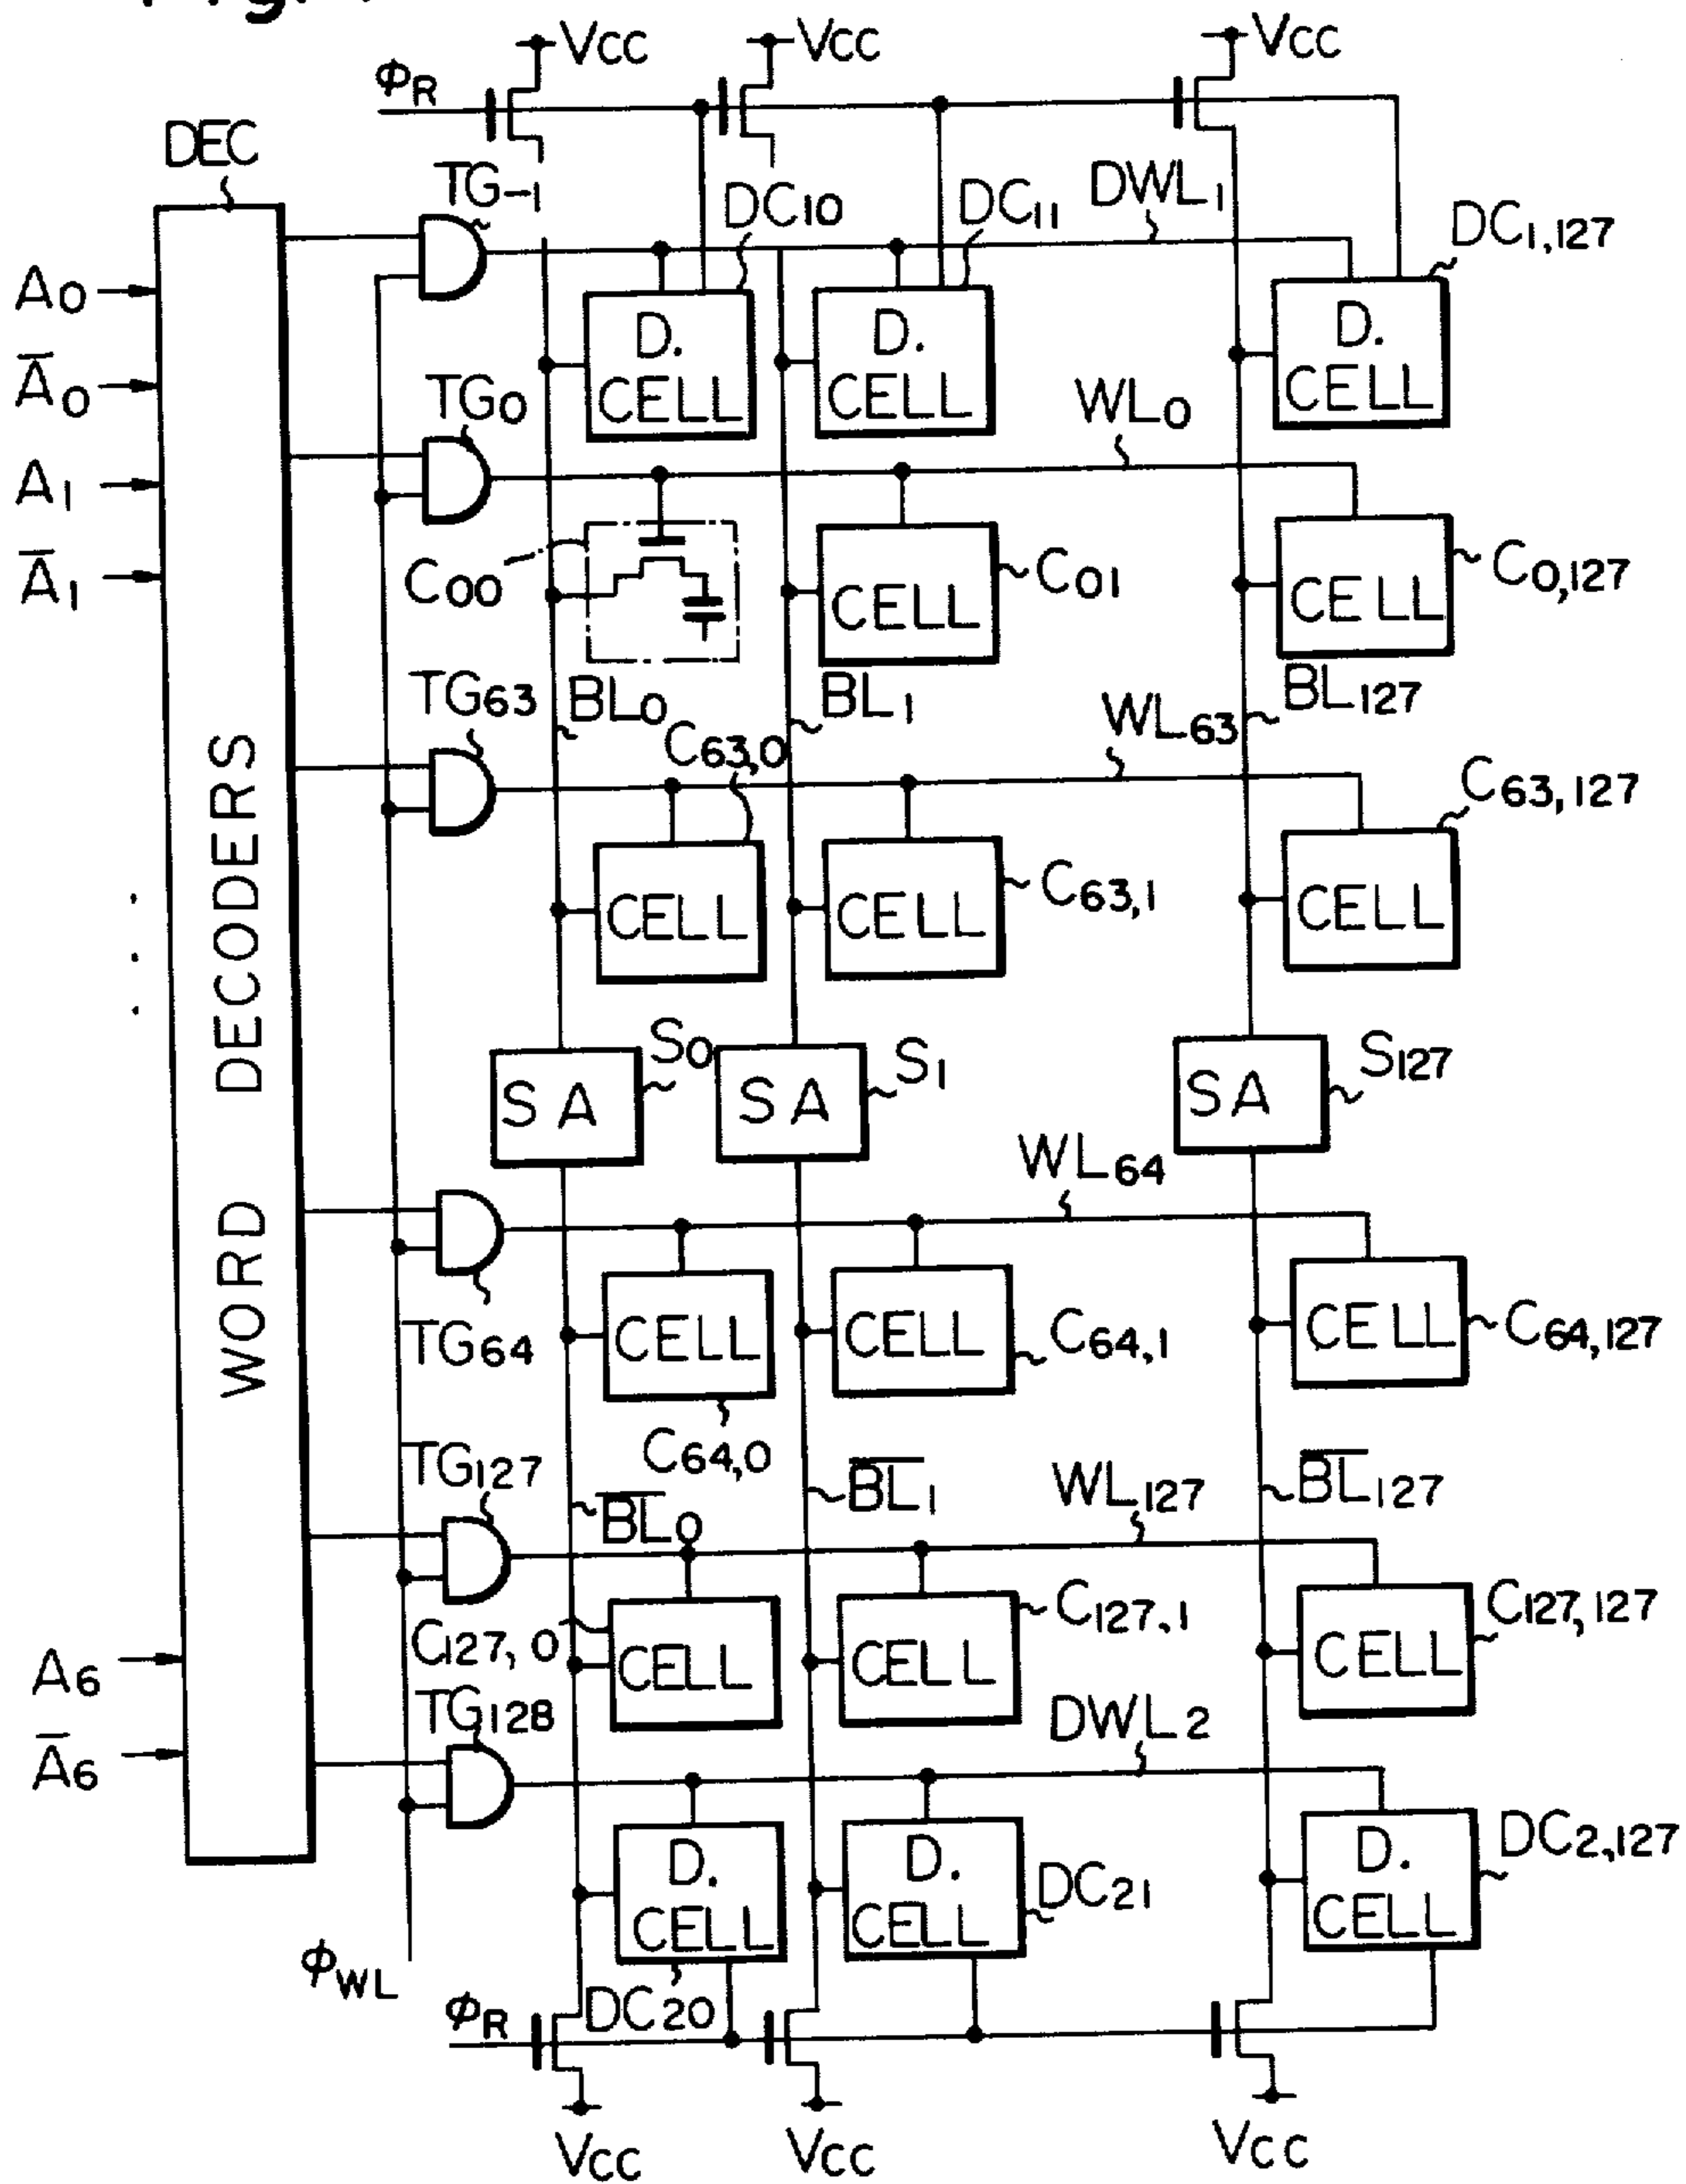 Vcc Vcc Vcc
ϕR
DEC
TG-1 DC10 DC11 DWL1 DC1,127
A0
D. CELL D. CELL D. CELL
A̅0
TG0 WL0
A1
C00 CELL C01 CELL C0,127
A̅1
TG63 BL0 BL1 WL63 BL127
C63,0 C63,127
WORD DECODERS
CELL CELL C63,1 CELL
S0 S1 S127
SA SA SA
WL64
TG64 CELL CELL C64,1 CELL C64,127
C64,0
TG127 B̅L̅0 B̅L̅1 WL127 B̅L̅127
C127,0 CELL CELL C127,1 CELL C127,127
A6
TG128 DWL2
A̅6
D. CELL D. CELL DC21 D. CELL DC2,127
ϕWL
ϕR DC20
Vcc Vcc Vcc